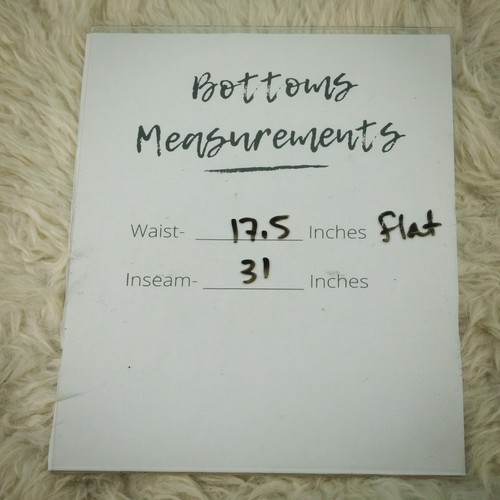 Bottoms
Measurements
Waist- 17.5 Inches flat
Inseam- 31 Inches